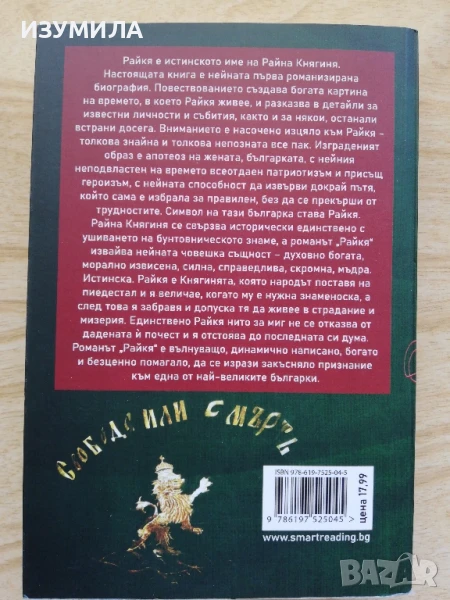 ИЗУМИЛА
Райкя е истинското име на Райна Княгиня.
Настоящата книга е нейната първа романизирана
биография. Повествованието създава богата картина
на времето, в което Райкя живее, и разказва в детайли за
известни личности и събития, както и за някои, останали
встрани досега. Вниманието е насочено изцяло към Райкя –
толкова знайна и толкова непозната все пак. Изграденият
образ е апотеоз на жената, българката, с нейния
неподвластен на времето всеотдаен патриотизъм и присъщ
героизъм, с нейната способност да извърви докрай пътя,
който сама е избрала за правилен, без да се прекърши от
трудностите. Символ на тази българка става Райкя.
Райна Княгиня се свързва исторически единствено с
ушиването на бунтовническото знаме, а романът „Райкя“
извайва нейната човешка същност – духовно богата,
морално извисена, силна, справедлива, скромна, мъдра.
Истинска. Райкя е Княгинята, която народът поставя на
пиедестал и я величае, когато му е нужна знаменоска, а
след това я забравя и допуска тя да живее в страдание и
мизерия. Единствено Райкя нито за миг не се отказва от
дадената ѝ почест и я отстоява до последната си дума.
Романът „Райкя“ е вълнуващо, динамично написано, богато
и безценно помагало, да се изрази закъсняло признание
към една от най-великите българки.
Свобода или смърть
ISBN 978-619-7525-04-5
9 786197 525045 >
цена 17,99
www.smartreading.bg
BAZAR